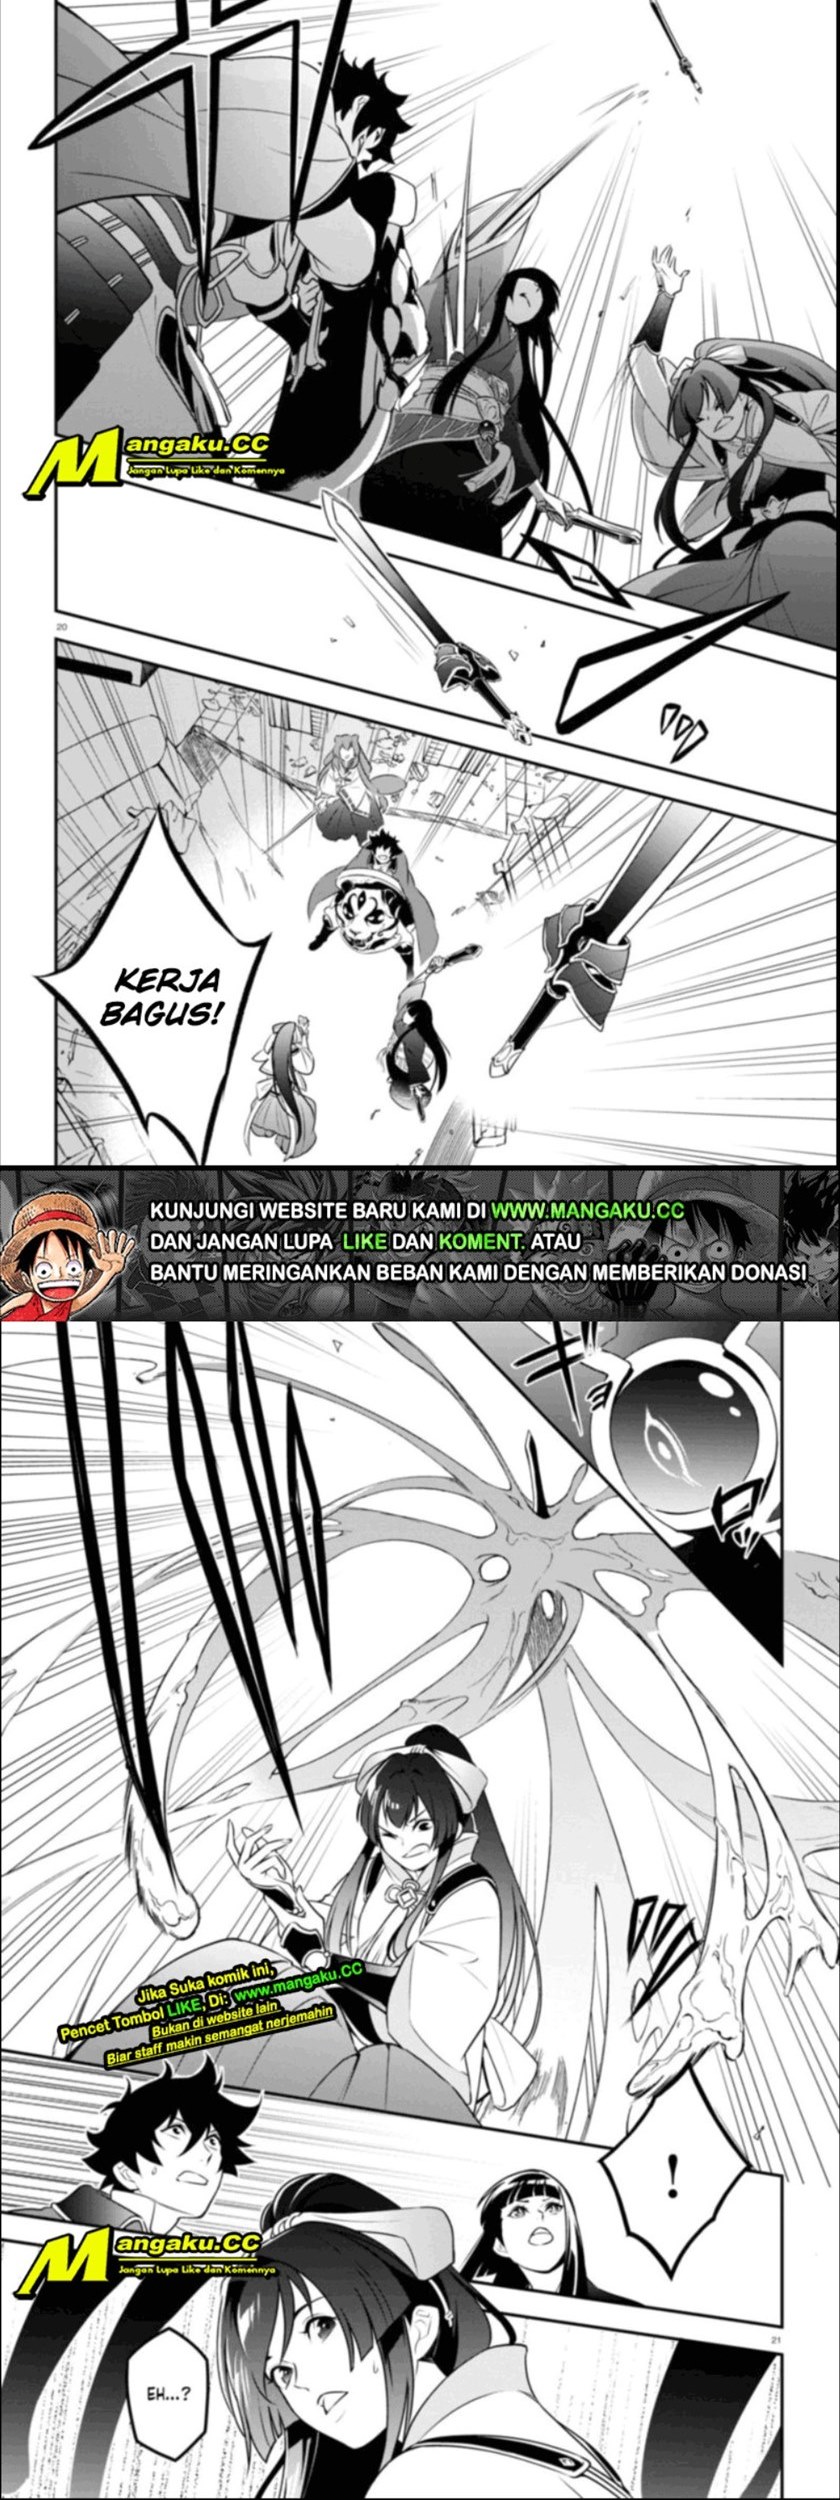 Mangaku.CC
Jangan Lupa Like dan Komennya
20
KERJA
BAGUS!
KUNJUNGI WEBSITE BARU KAMI DI WWW.MANGAKU.CC
DAN JANGAN LUPA LIKE DAN KOMENT. ATAU
BANTU MERINGANKAN BEBAN KAMI DENGAN MEMBERIKAN DONASI
Jika Suka komik ini,
Pencet Tombol LIKE, Di: www.mangaku.CC
Bukan di website lain
Biar staff makin semangat nerjemahin
!
Mangaku.CC
Jangan Lupa Like dan Komennya
21
EH...?